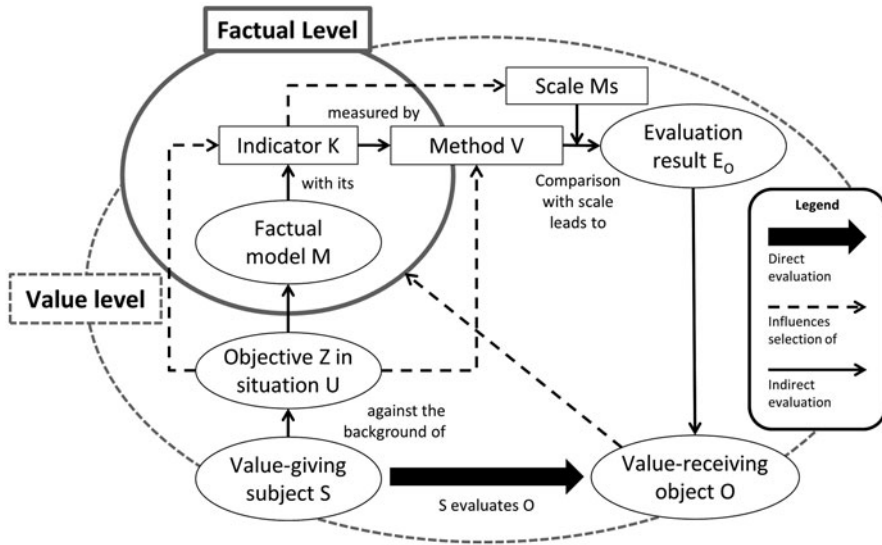 Factual Level
Scale Ms
measured by
Indicator K
Method V
Evaluation
result E₀
with its
Comparison
with scale
leads to
Factual
model M
Value level
Objective Z in
situation U
against the
background of
Value-giving
subject S
S evaluates O
Value-receiving
object O
Legend
Direct
evaluation
Influences
selection of
Indirect
evaluation